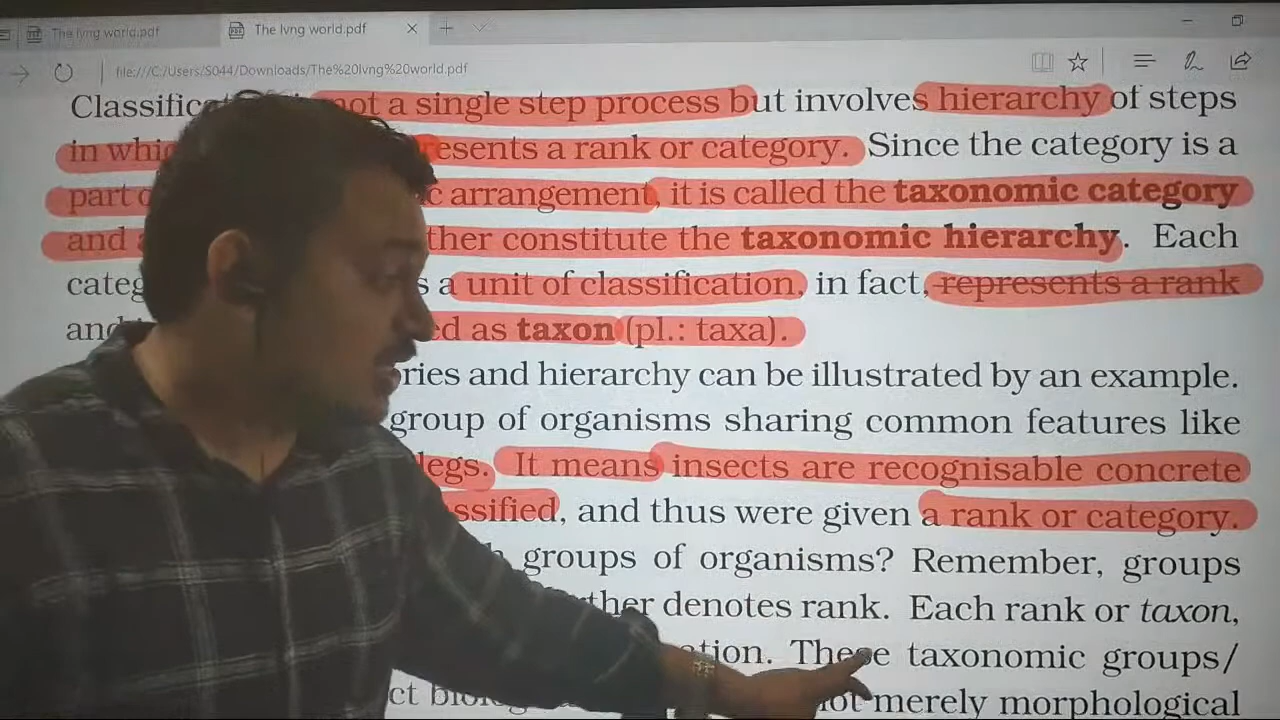 The lvng world.pdf
The lvng world.pdf
file:///C:/Users/S044/Downloads/The%20lvng%20world.pdf
not a single step process but involves hierarchy of steps
in esents a rank or category. Since the category is a
part arrangement, it is called the taxonomic category
and ther constitute the taxonomic hierarchy. Each
categ s a unit of classification, in fact, represents a rank
ed as taxon (pl.: taxa).
ries and hierarchy can be illustrated by an example.
group of organisms sharing common features like
legs. It means insects are recognisable concrete
ssified, and thus were given a rank or category.
groups of organisms? Remember, groups
ther denotes rank. Each rank or taxon,
tion. These taxonomic groups/
merely morphological